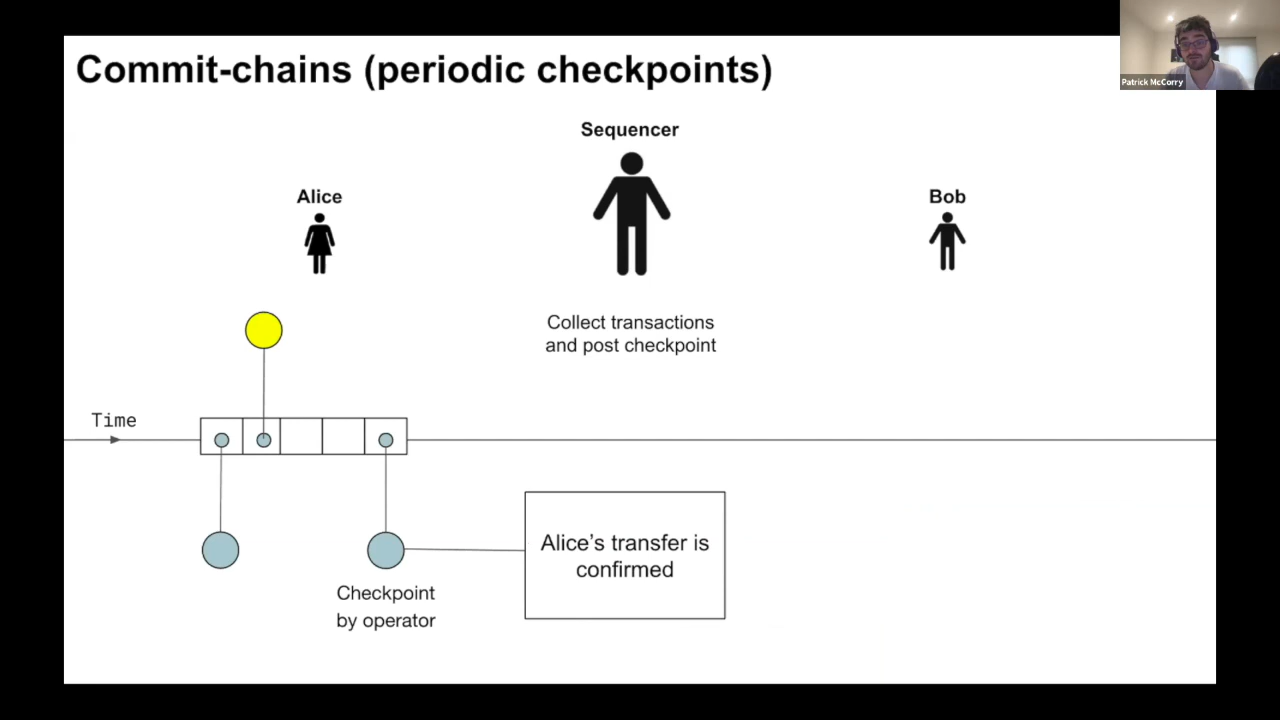 Commit-chains (periodic checkpoints)
Patrick McCorry
Sequencer
Alice
Bob
Collect transactions
and post checkpoint
Time
Alice’s transfer is
confirmed
Checkpoint
by operator